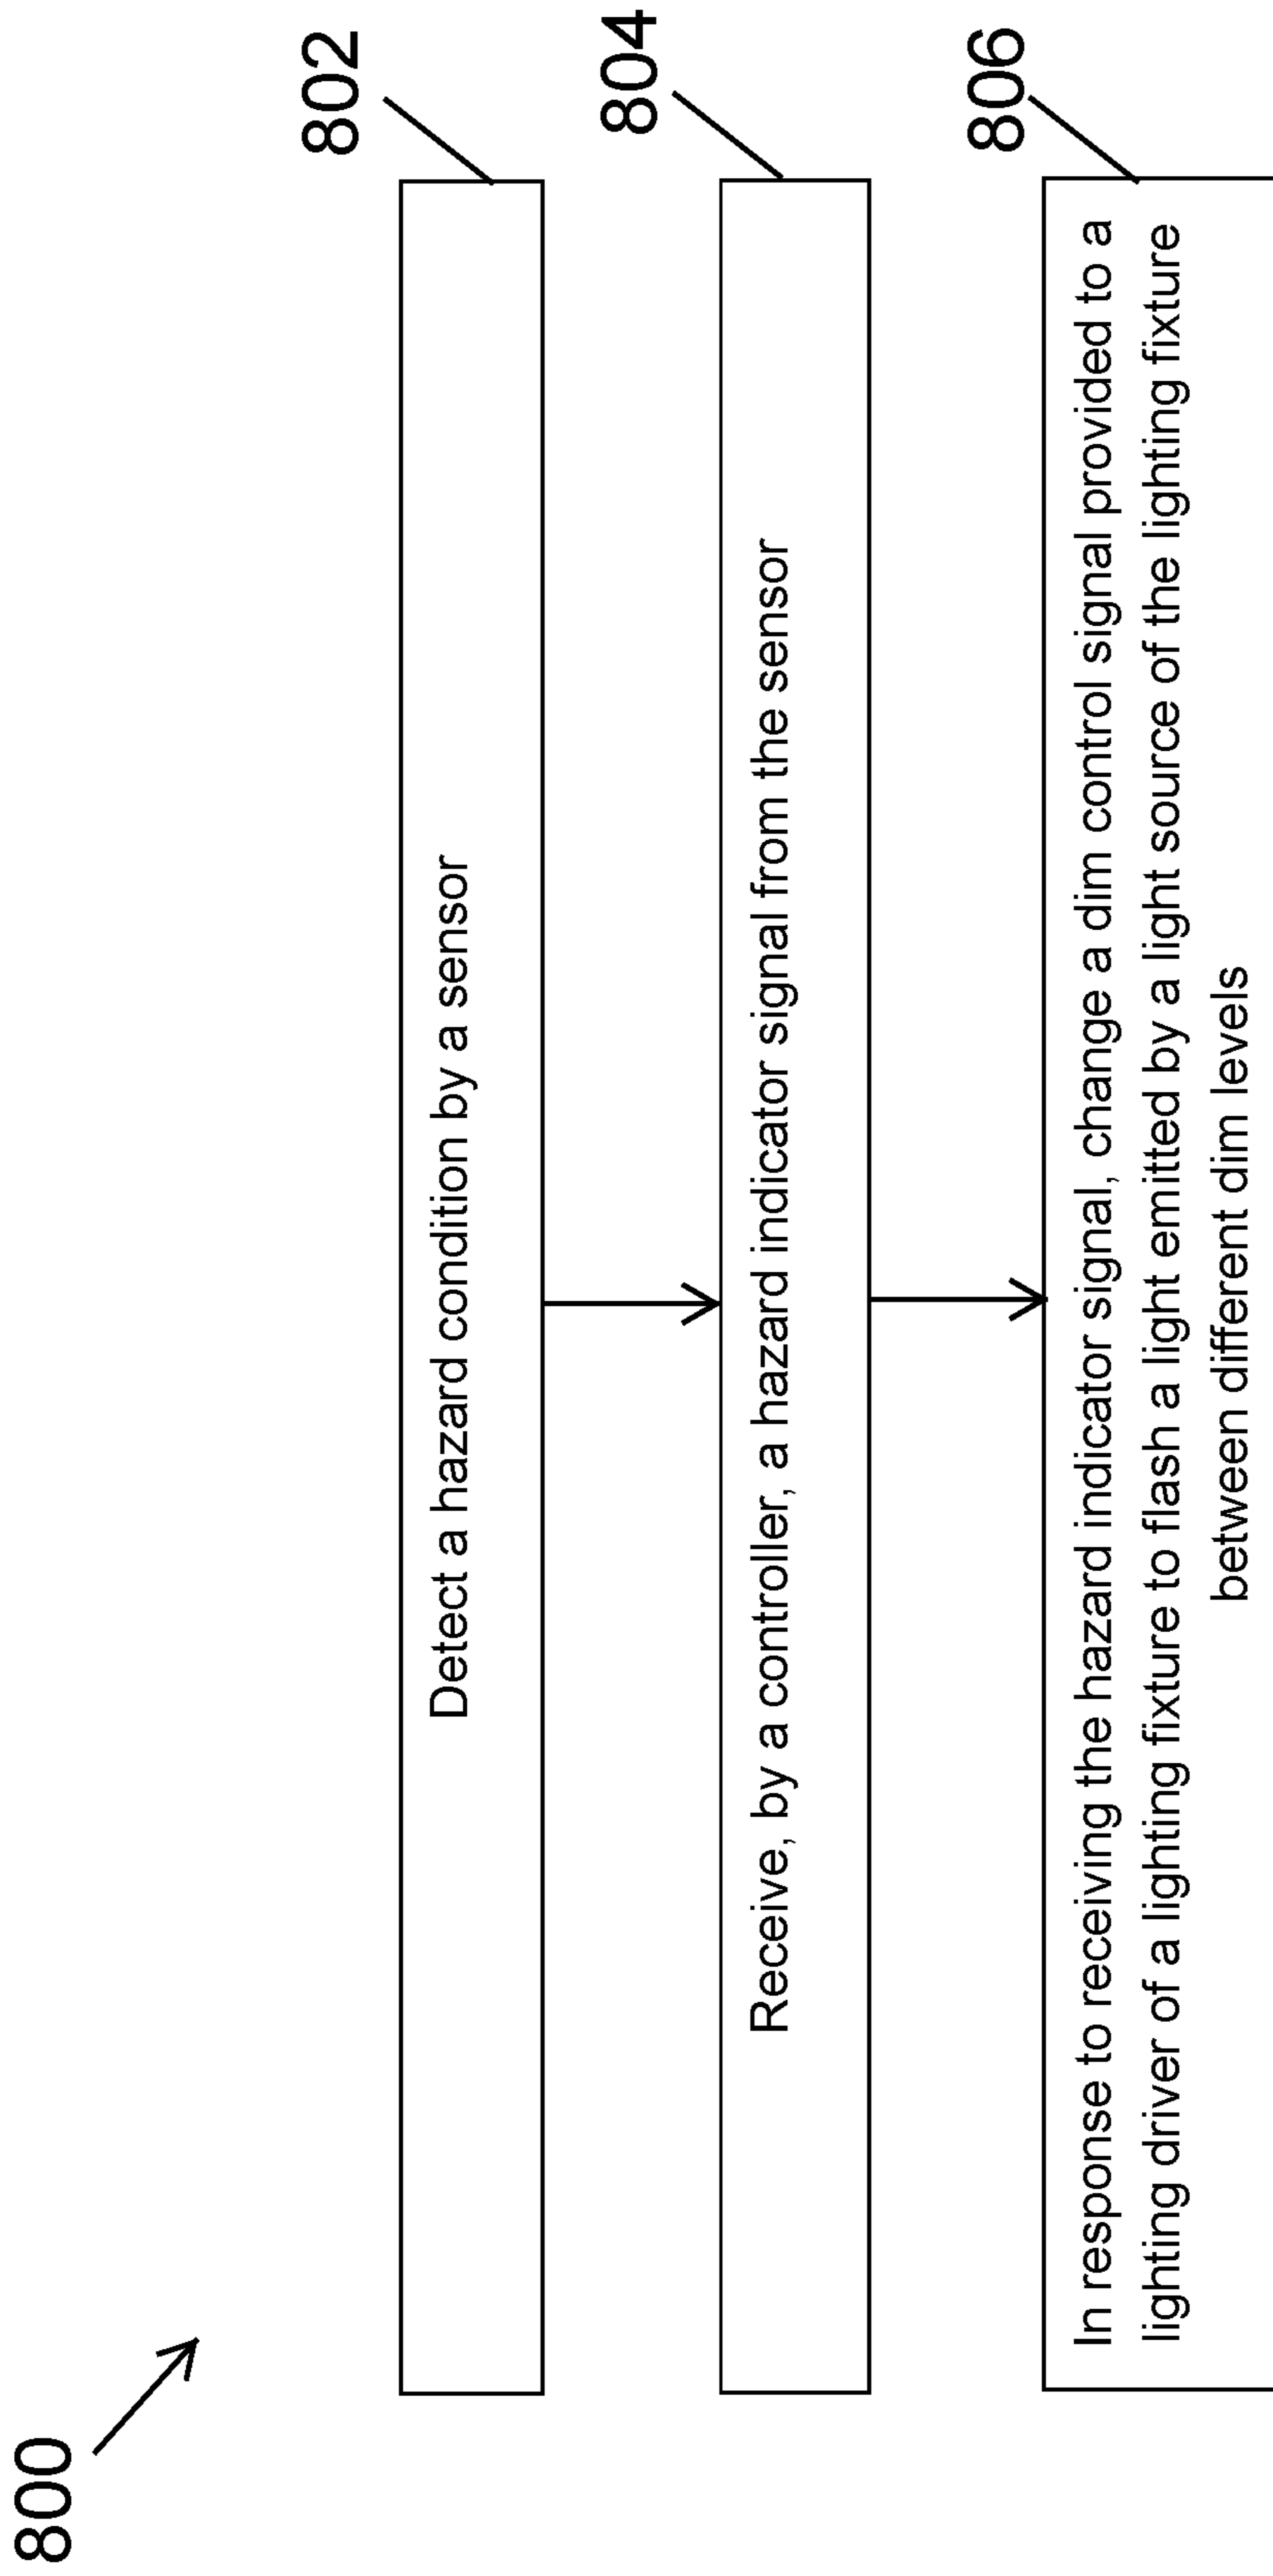 800
802
Detect a hazard condition by a sensor
804
Receive, by a controller, a hazard indicator signal from the sensor
806
In response to receiving the hazard indicator signal, change a dim control signal provided to a
lighting driver of a lighting fixture to flash a light emitted by a light source of the lighting fixture
between different dim levels